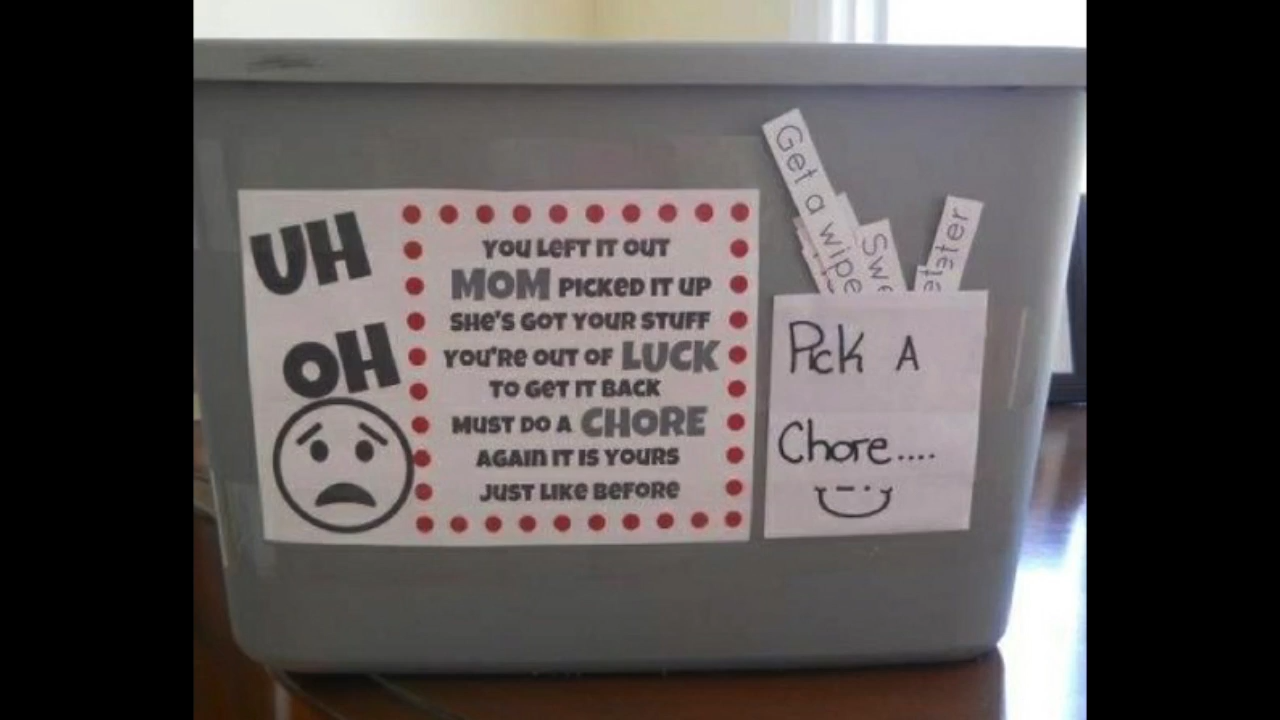 UH
OH
YOU LEFT IT OUT
MOM PICKED IT UP
SHE'S GOT YOUR STUFF
YOU'RE OUT OF LUCK
TO GET IT BACK
MUST DO A CHORE
AGAIN IT IS YOURS
JUST LIKE BEFORE
Get a wipe
Pick A
Chore....